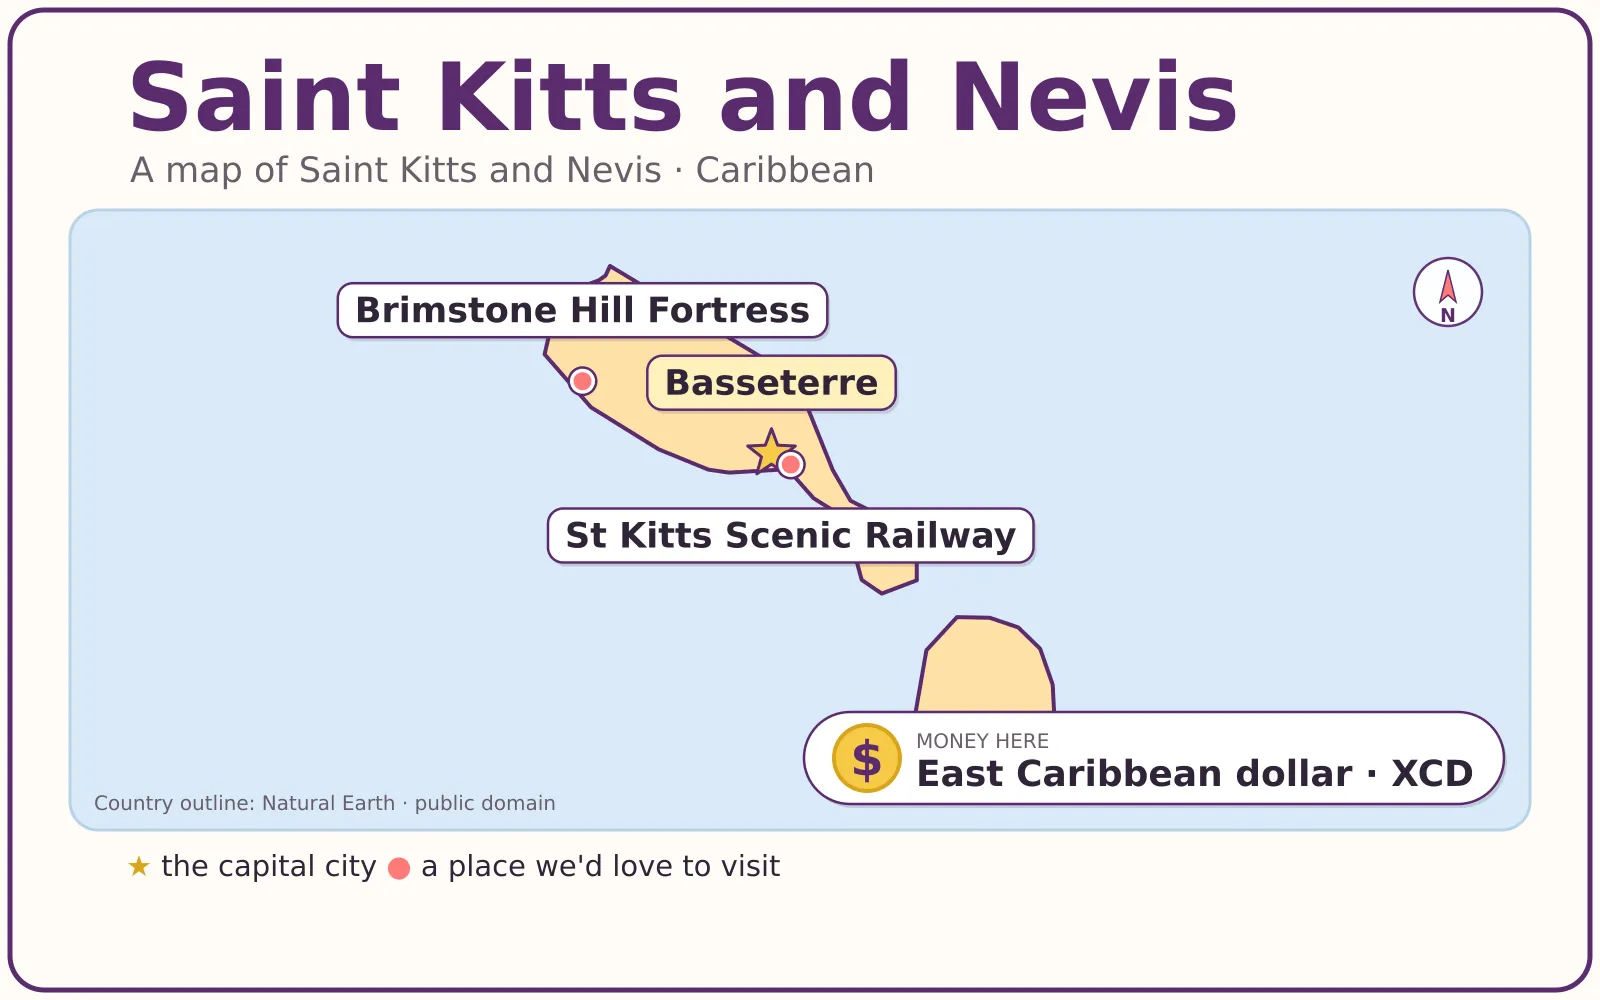 Saint Kitts and Nevis
A map of Saint Kitts and Nevis · Caribbean
N
Brimstone Hill Fortress
Basseterre
St Kitts Scenic Railway
$
MONEY HERE
East Caribbean dollar · XCD
Country outline: Natural Earth · public domain
★ the capital city ● a place we'd love to visit